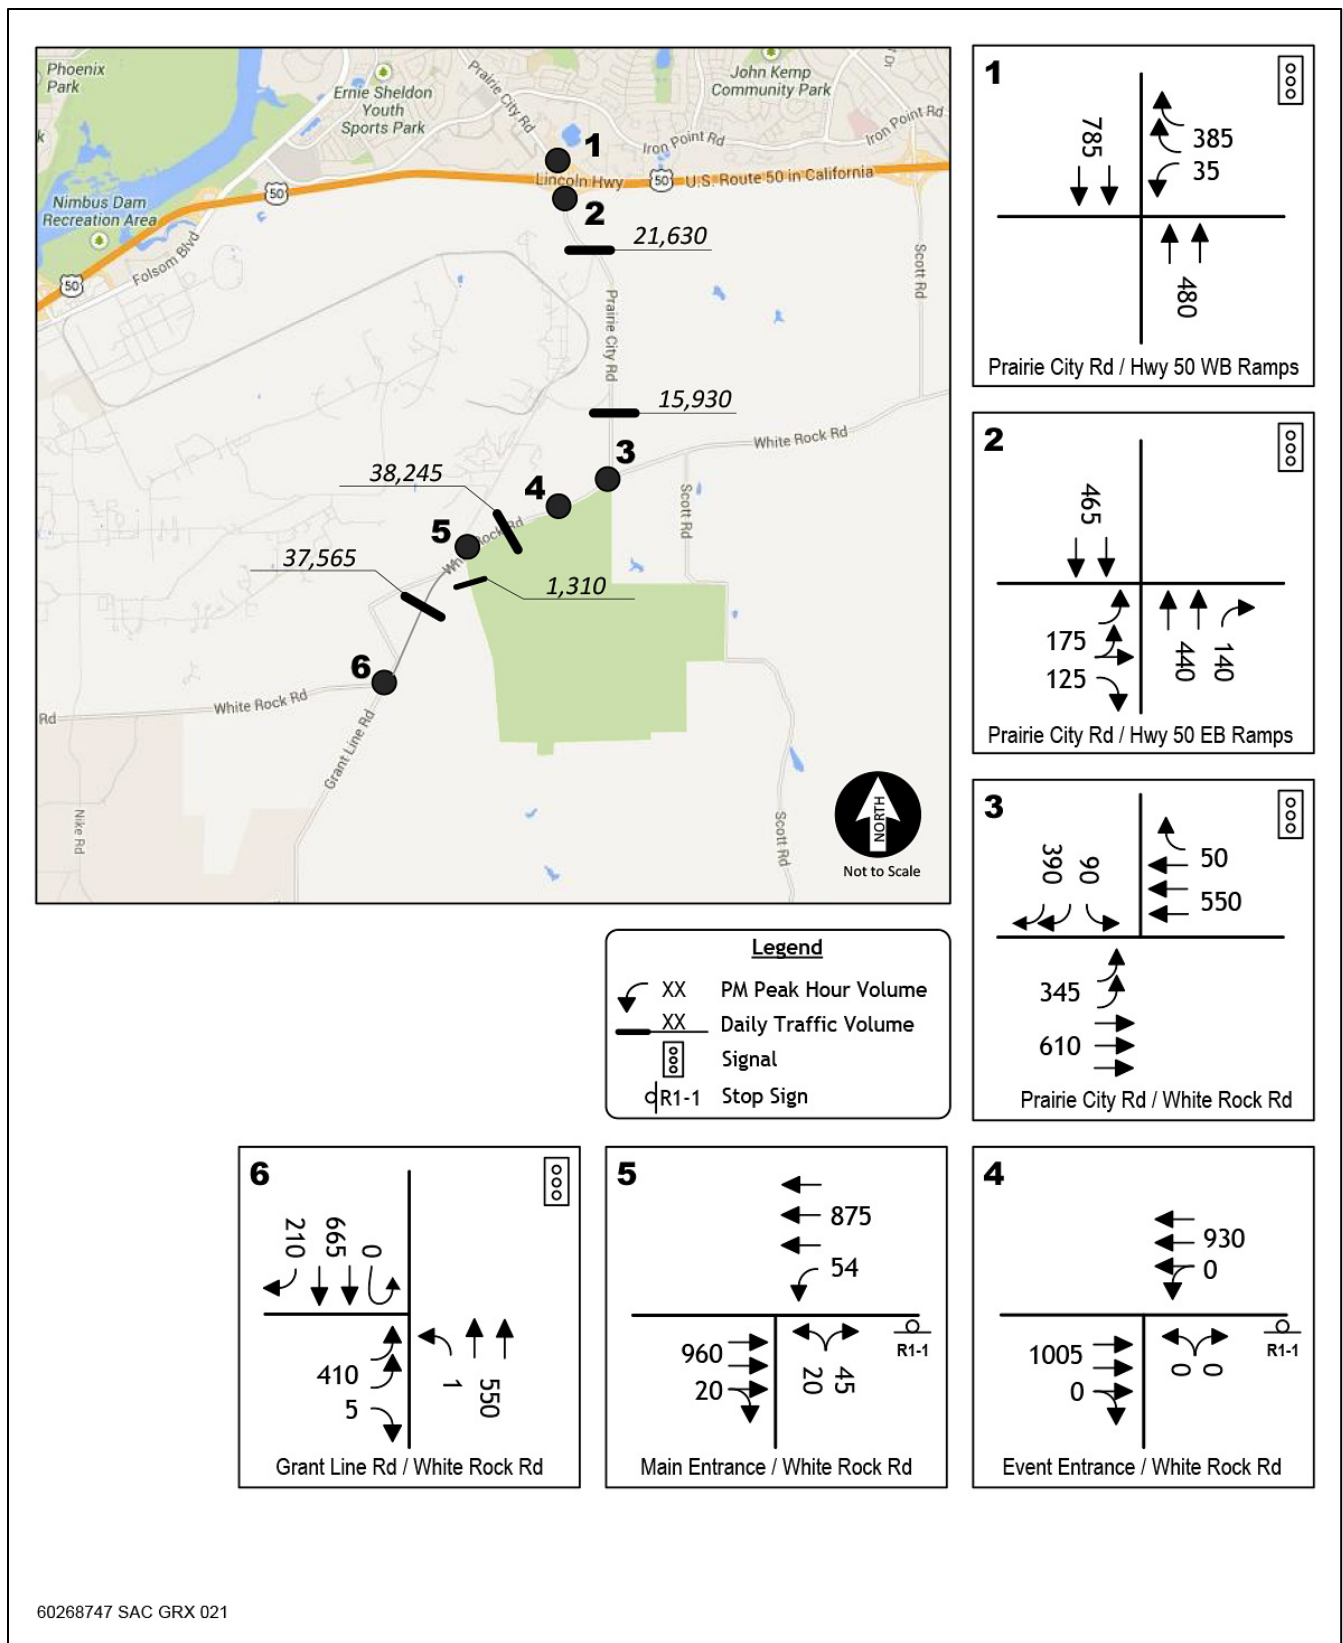 Phoenix
Park
k
Ernie Sheldon
Youth
Sports Park
Prairie City Rd
John Kemp
Community Park
Dr
Iron Point Rd
Iron Point Rd
1
Lincoln Hwy
50
U.S. Route 50 in California
50
Nimbus Dam
Recreation Area
2
21,630
Folsom Blvd
50
Scott Rd
Prairie City Rd
15,930
White Rock Rd
3
38,245
4
Scott Rd
5
White Rock Rd
37,565
1,310
6
White Rock Rd
Rd
Grant Line Rd
Nike Rd
Scott Rd
NORTH
Not to Scale
1
785
385
35
480
Prairie City Rd / Hwy 50 WB Ramps
2
465
175
125
440
140
Prairie City Rd / Hwy 50 EB Ramps
3
390
90
50
550
345
610
Prairie City Rd / White Rock Rd
Legend
XX PM Peak Hour Volume
XX Daily Traffic Volume
Signal
R1-1 Stop Sign
6
210
665
0
410
5
1
550
Grant Line Rd / White Rock Rd
5
875
54
960
20
20
45
R1-1
Main Entrance / White Rock Rd
4
930
0
1005
0
0
0
R1-1
Event Entrance / White Rock Rd
60268747 SAC GRX 021